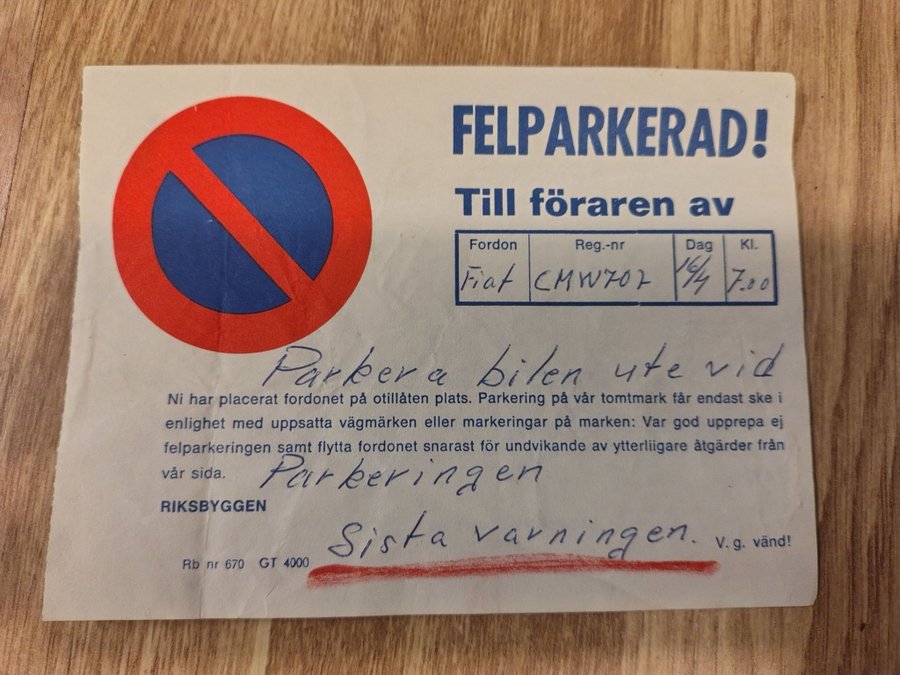 FELPARKERAD!
Till föraren av
Fordon Reg.-nr Dag Kl.
Fiat CMW707 16/4 7.00
Parkera bilen ute vid
Ni har placerat fordonet på otillåten plats. Parkering på vår tomtmark får endast ske i
enlighet med uppsatta vägmärken eller markeringar på marken: Var god upprepa ej
felparkeringen samt flytta fordonet snarast för undvikande av ytterliigare åtgärder från
vår sida.
Parkeringen
RIKSBYGGEN
Sista varningen.
V. g. vänd!
Rb nr 670 GT 4000